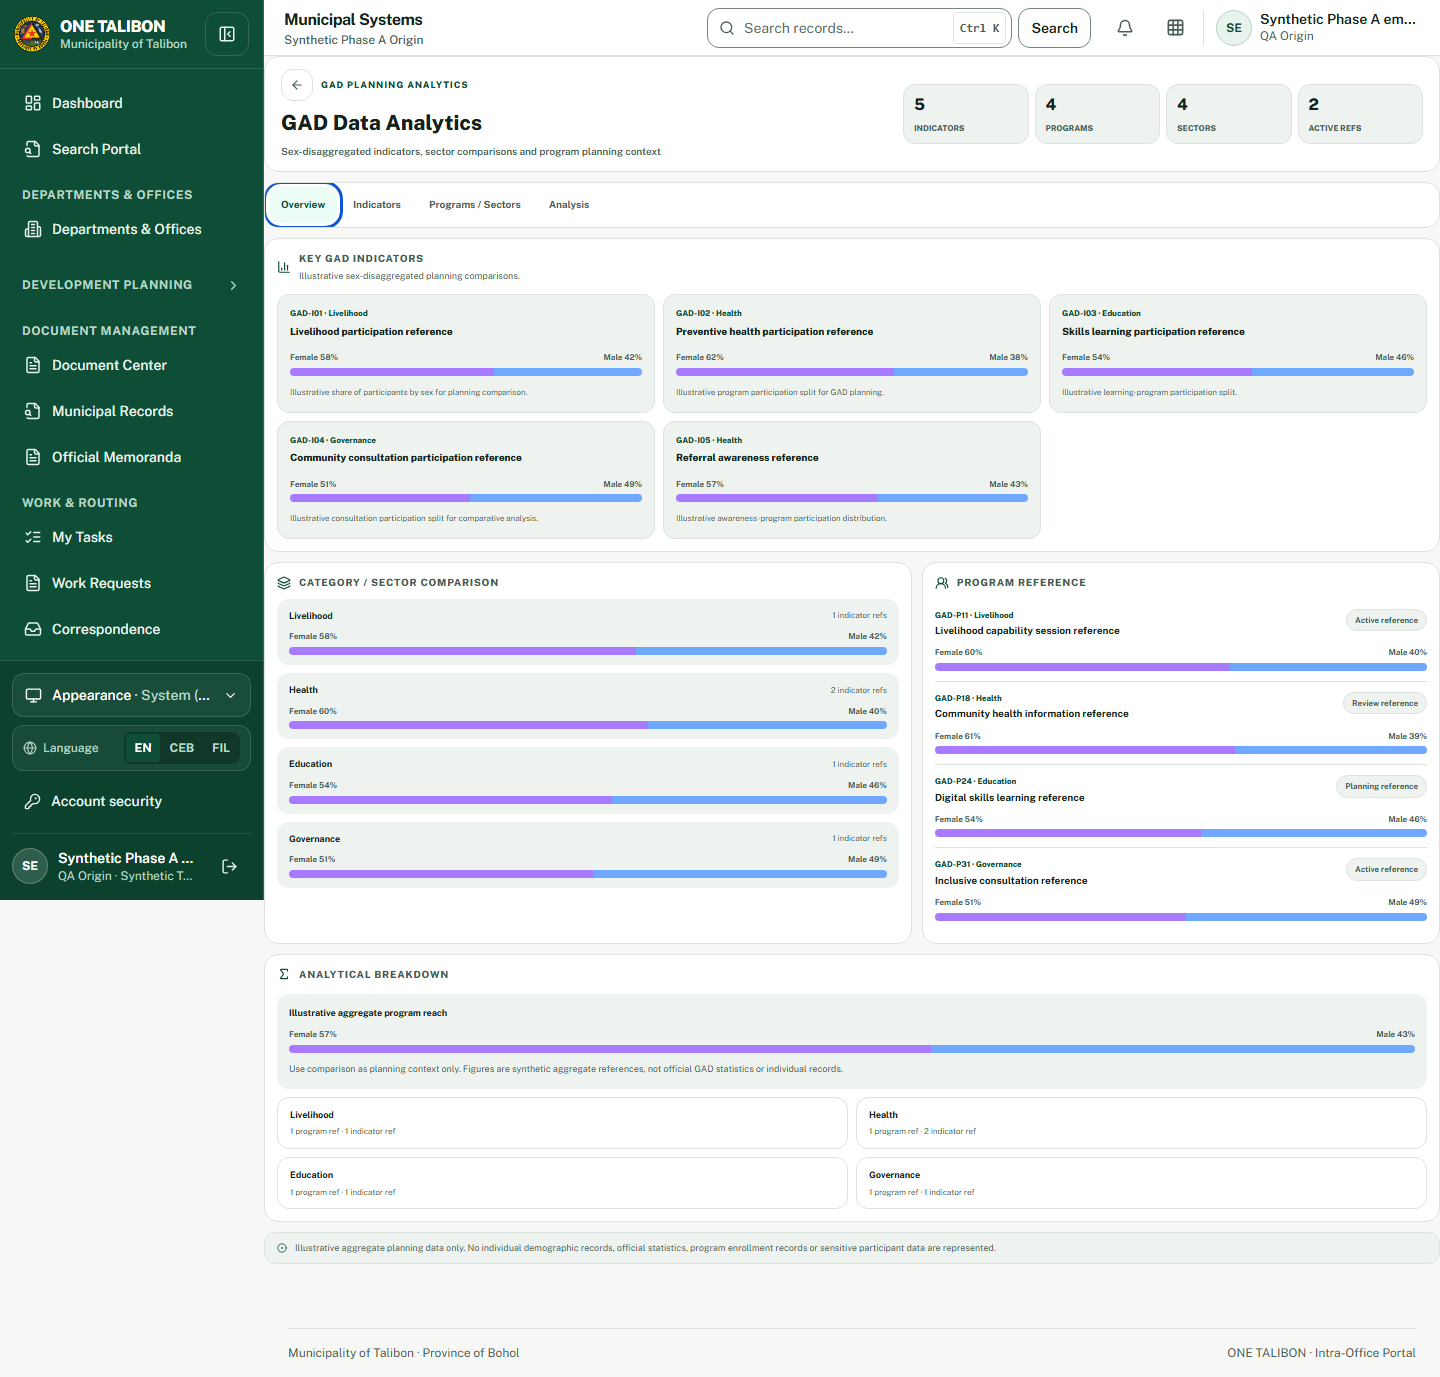 ONE TALIBON
Municipality of Talibon
Dashboard
Search Portal
DEPARTMENTS & OFFICES
Departments & Offices
DEVELOPMENT PLANNING
DOCUMENT MANAGEMENT
Document Center
Municipal Records
Official Memoranda
WORK & ROUTING
My Tasks
Work Requests
Correspondence
Appearance · System (...
Language EN CEB FIL
Account security
SE Synthetic Phase A ...
QA Origin · Synthetic T...
Municipal Systems
Synthetic Phase A Origin
Search records... Ctrl K Search
SE Synthetic Phase A em...
QA Origin
GAD PLANNING ANALYTICS
GAD Data Analytics
Sex-disaggregated indicators, sector comparisons and program planning context
5 INDICATORS
4 PROGRAMS
4 SECTORS
2 ACTIVE REFS
Overview Indicators Programs / Sectors Analysis
KEY GAD INDICATORS
Illustrative sex-disaggregated planning comparisons.
GAD-I01 · Livelihood
Livelihood participation reference
Female 58% Male 42%
Illustrative share of participants by sex for planning comparison.
GAD-I02 · Health
Preventive health participation reference
Female 62% Male 38%
Illustrative program participation split for GAD planning.
GAD-I03 · Education
Skills learning participation reference
Female 54% Male 46%
Illustrative learning-program participation split.
GAD-I04 · Governance
Community consultation participation reference
Female 51% Male 49%
Illustrative consultation participation split for comparative analysis.
GAD-I05 · Health
Referral awareness reference
Female 57% Male 43%
Illustrative awareness-program participation distribution.
CATEGORY / SECTOR COMPARISON
Livelihood 1 indicator refs
Female 58% Male 42%
Health 2 indicator refs
Female 60% Male 40%
Education 1 indicator refs
Female 54% Male 46%
Governance 1 indicator refs
Female 51% Male 49%
PROGRAM REFERENCE
GAD-P11 · Livelihood Active reference
Livelihood capability session reference
Female 60% Male 40%
GAD-P18 · Health Review reference
Community health information reference
Female 61% Male 39%
GAD-P24 · Education Planning reference
Digital skills learning reference
Female 54% Male 46%
GAD-P31 · Governance Active reference
Inclusive consultation reference
Female 51% Male 49%
ANALYTICAL BREAKDOWN
Illustrative aggregate program reach
Female 57% Male 43%
Use comparison as planning context only. Figures are synthetic aggregate references, not official GAD statistics or individual records.
Livelihood
1 program ref · 1 indicator ref
Health
1 program ref · 2 indicator ref
Education
1 program ref · 1 indicator ref
Governance
1 program ref · 1 indicator ref
Illustrative aggregate planning data only. No individual demographic records, official statistics, program enrollment records or sensitive participant data are represented.
Municipality of Talibon · Province of Bohol
ONE TALIBON · Intra-Office Portal